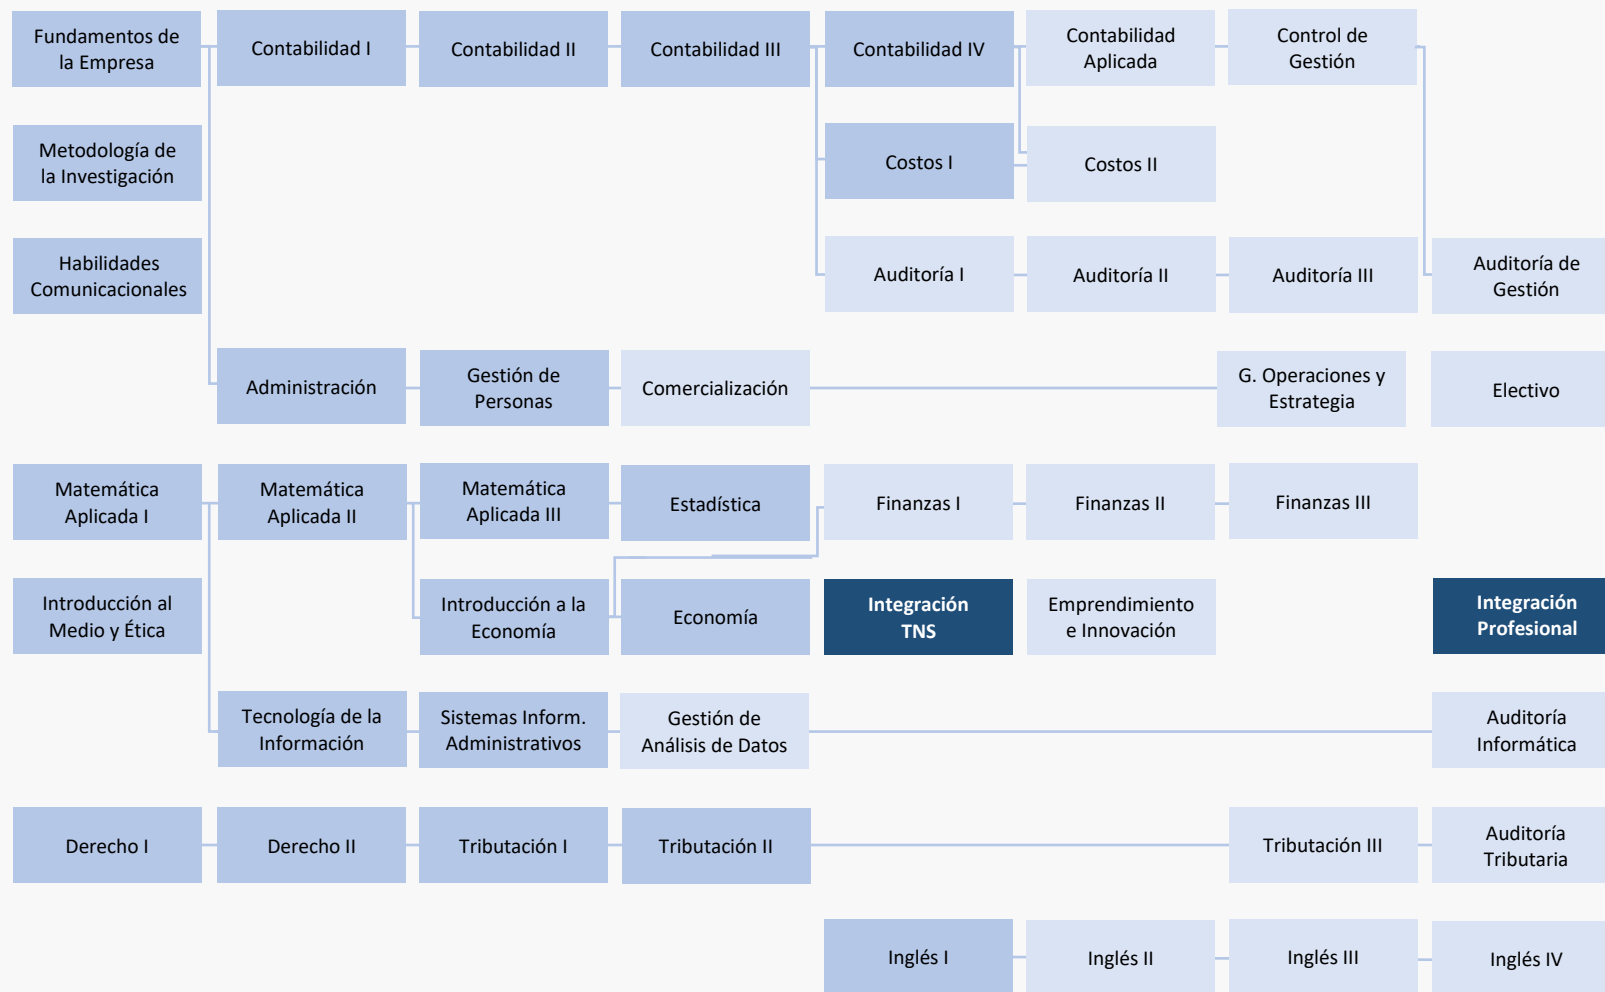 Fundamentos de
la Empresa
Contabilidad I
Contabilidad II
Contabilidad III
Contabilidad IV
Contabilidad
Aplicada
Control de
Gestión
Metodología de
la Investigación
Costos I
Costos II
Habilidades
Comunicacionales
Auditoría I
Auditoría II
Auditoría III
Auditoría de
Gestión
Administración
Gestión de
Personas
Comercialización
G. Operaciones y
Estrategia
Electivo
Matemática
Aplicada I
Matemática
Aplicada II
Matemática
Aplicada III
Estadística
Finanzas I
Finanzas II
Finanzas III
Introducción al
Medio y Ética
Introducción a la
Economía
Economía
Integración
TNS
Emprendimiento
e Innovación
Integración
Profesional
Tecnología de la
Información
Sistemas Inform.
Administrativos
Gestión de
Análisis de Datos
Auditoría
Informática
Derecho I
Derecho II
Tributación I
Tributación II
Tributación III
Auditoría
Tributaria
Inglés I
Inglés II
Inglés III
Inglés IV